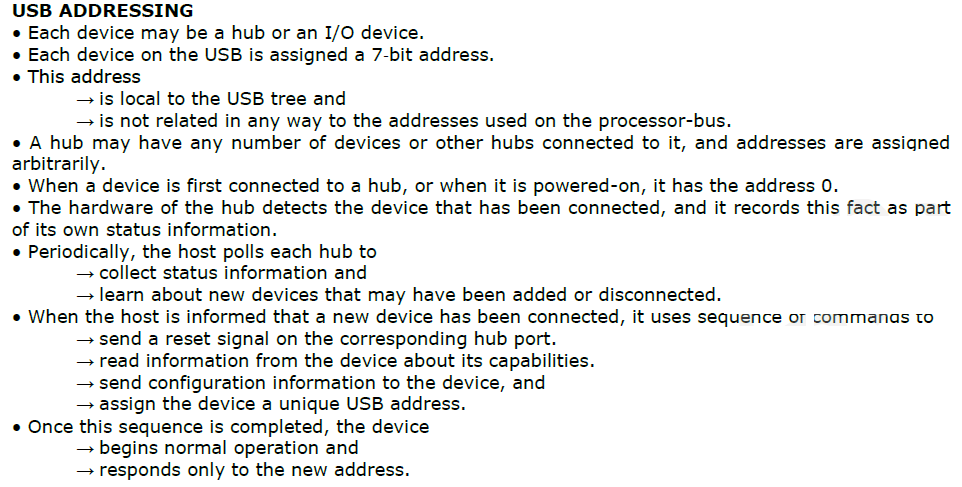 USB ADDRESSING
• Each device may be a hub or an I/O device.
• Each device on the USB is assigned a 7-bit address.
• This address
→ is local to the USB tree and
→ is not related in any way to the addresses used on the processor-bus.
• A hub may have any number of devices or other hubs connected to it, and addresses are assigned
arbitrarily.
• When a device is first connected to a hub, or when it is powered-on, it has the address 0.
• The hardware of the hub detects the device that has been connected, and it records this fact as part
of its own status information.
• Periodically, the host polls each hub to
→ collect status information and
→ learn about new devices that may have been added or disconnected.
• When the host is informed that a new device has been connected, it uses sequence of commands to
→ send a reset signal on the corresponding hub port.
→ read information from the device about its capabilities.
→ send configuration information to the device, and
→ assign the device a unique USB address.
• Once this sequence is completed, the device
→ begins normal operation and
→ responds only to the new address.